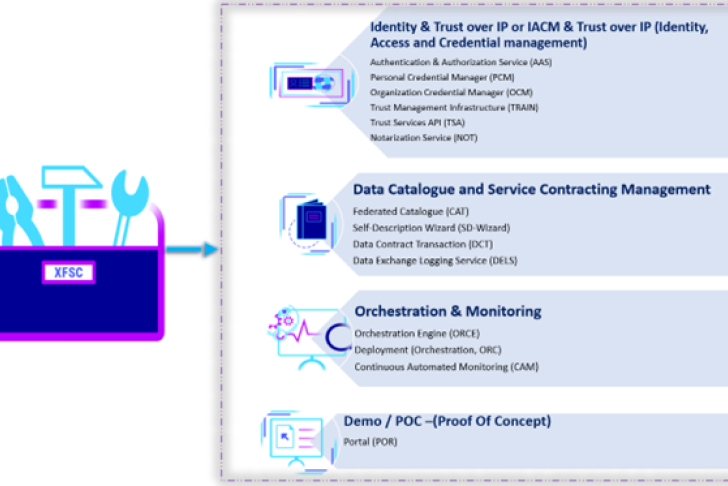 XFSC
Identity & Trust over IP or IACM & Trust over IP (Identity,
Access and Credential management)
Authentication & Authorization Service (AAS)
Personal Credential Manager (PCM)
Organization Credential Manager (OCM)
Trust Management Infrastructure (TRAIN)
Trust Services API (TSA)
Notarization Service (NOT)
Data Catalogue and Service Contracting Management
Federated Catalogue (CAT)
Self-Description Wizard (SD-Wizard)
Data Contract Transaction (DCT)
Data Exchange Logging Service (DELS)
Orchestration & Monitoring
Orchestration Engine (ORCE)
Deployment (Orchestration, ORC)
Continuous Automated Monitoring (CAM)
Demo / POC –(Proof Of Concept)
Portal (POR)